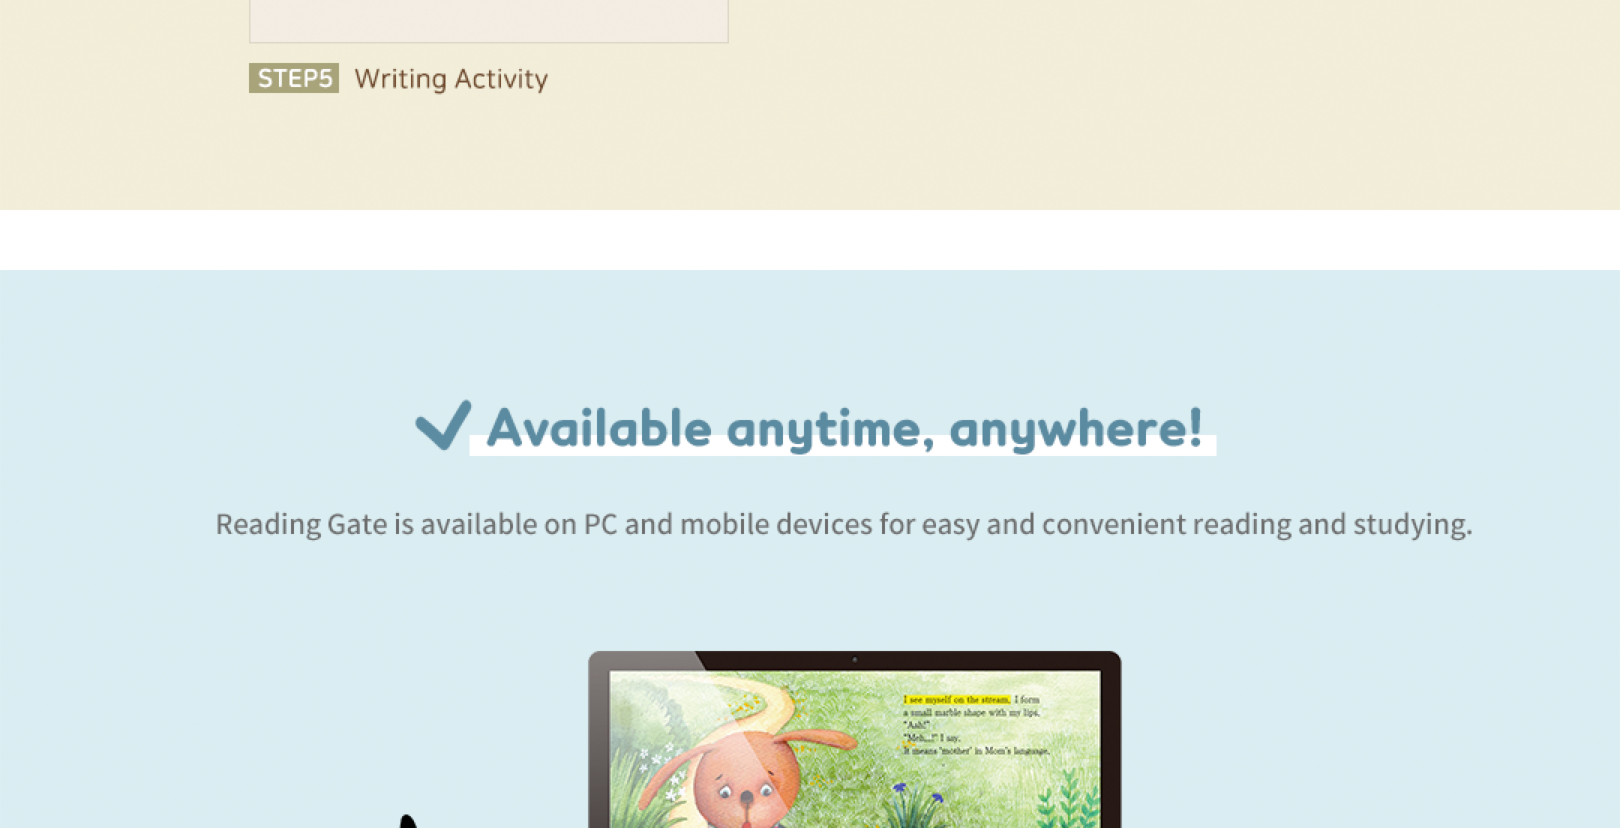 STEP5 Writing Activity
Available anytime, anywhere!
Reading Gate is available on PC and mobile devices for easy and convenient reading and studying.
I see myself on the stream. I form
a small marble shape with my lips.
"Ash!"
"Meh...!" I say.
It means 'mother' in Mom's language.